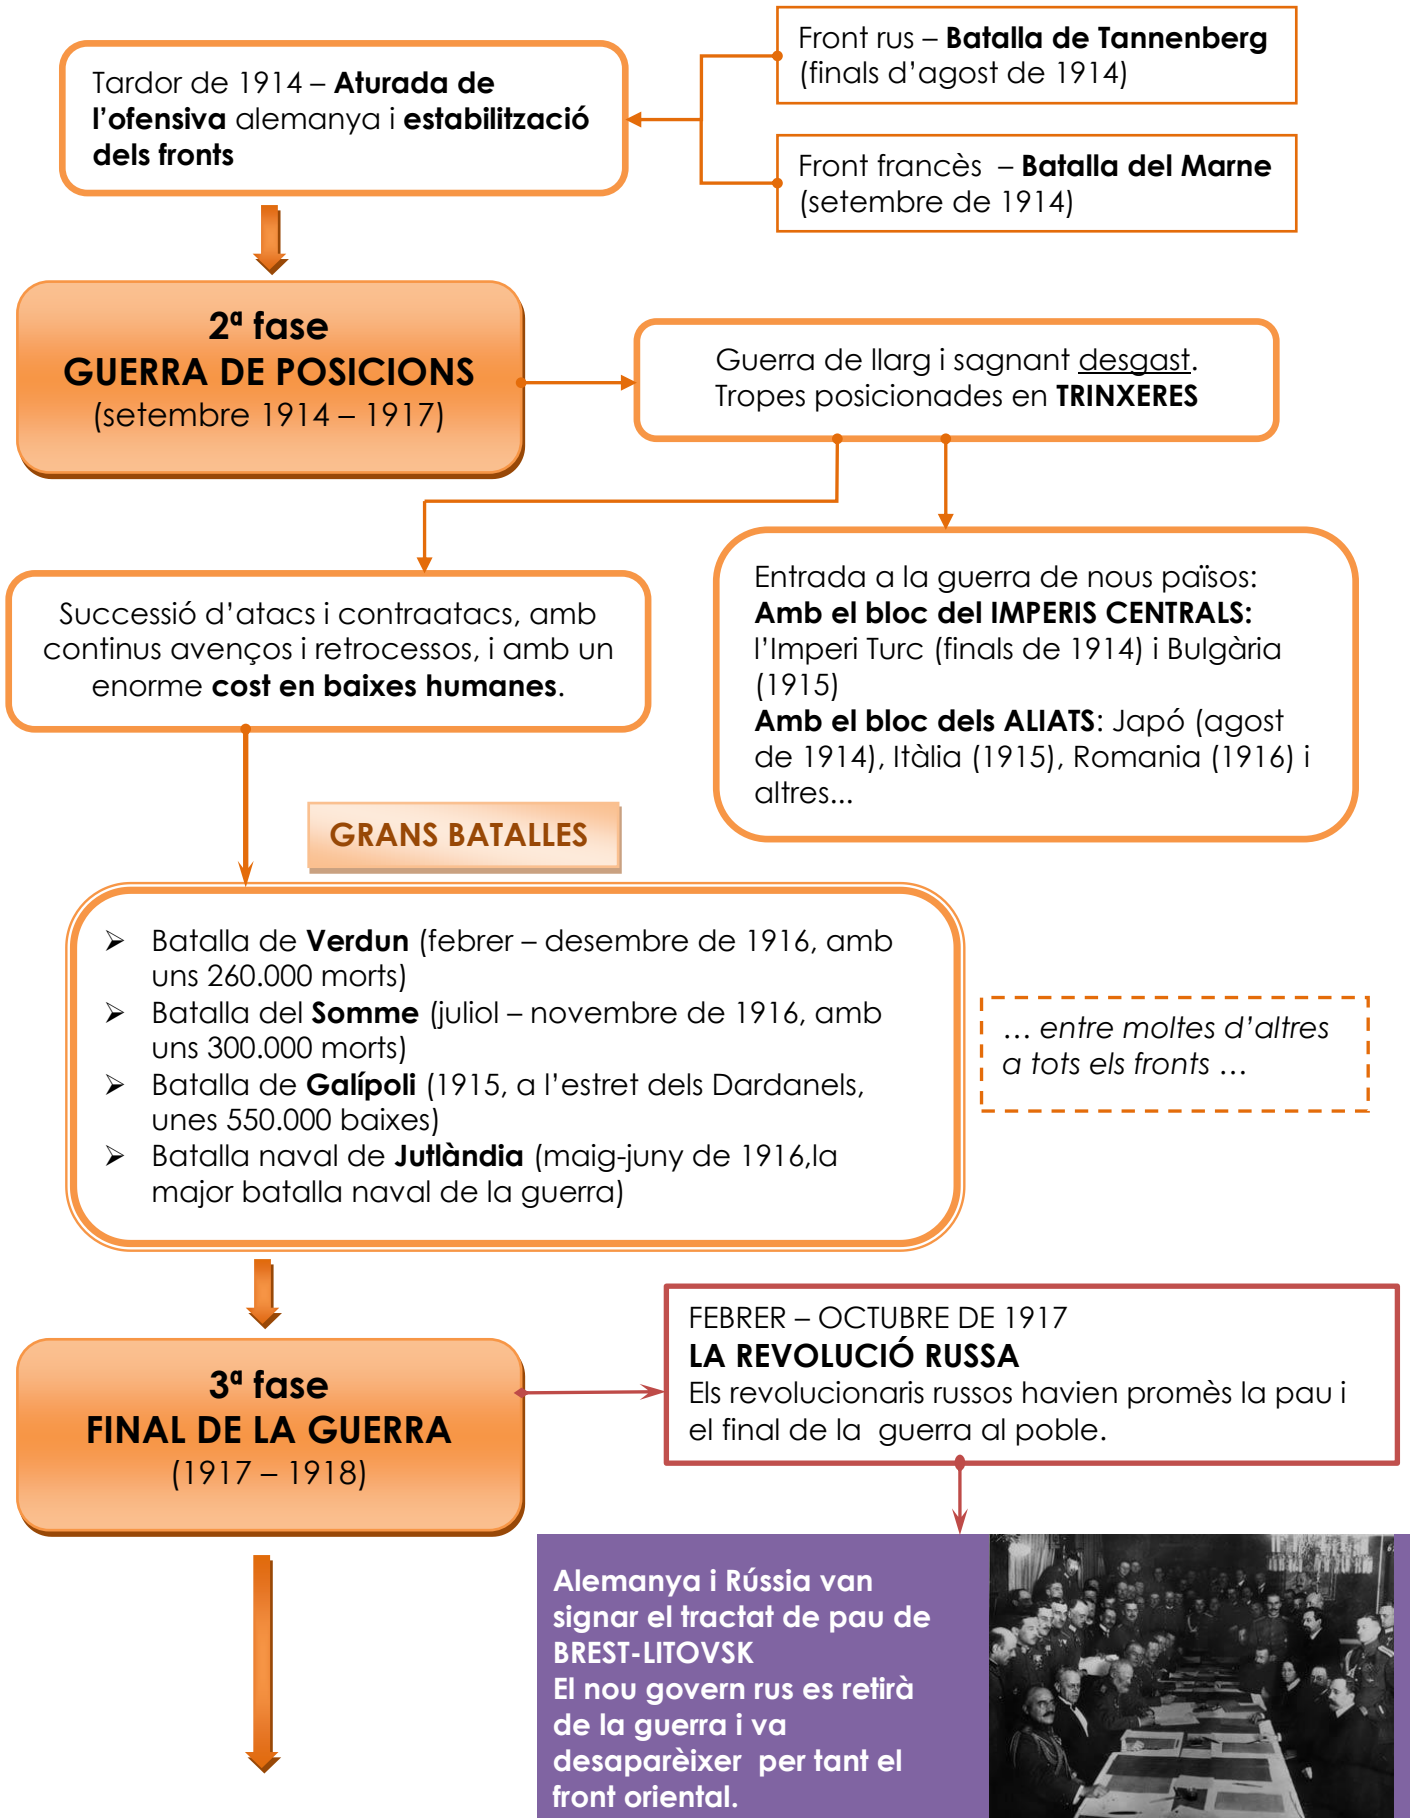 Front rus – Batalla de Tannenberg
(finals d’agost de 1914)
Tardor de 1914 – Aturada de
l’ofensiva alemanya i estabilització
dels fronts
Front francès – Batalla del Marne
(setembre de 1914)
2ª fase
GUERRA DE POSICIONS
(setembre 1914 – 1917)
Guerra de llarg i sagnant desgast.
Tropes posicionades en TRINXERES
Successió d’atacs i contraatacs, amb
continus avenços i retrocessos, i amb un
enorme cost en baixes humanes.
Entrada a la guerra de nous països:
Amb el bloc del IMPERIS CENTRALS:
l’Imperi Turc (finals de 1914) i Bulgària
(1915)
Amb el bloc dels ALIATS: Japó (agost
de 1914), Itàlia (1915), Romania (1916) i
altres...
GRANS BATALLES
➢ Batalla de Verdun (febrer – desembre de 1916, amb
uns 260.000 morts)
➢ Batalla del Somme (juliol – novembre de 1916, amb
uns 300.000 morts)
➢ Batalla de Galípoli (1915, a l’estret dels Dardanels,
unes 550.000 baixes)
➢ Batalla naval de Jutlàndia (maig-juny de 1916,la
major batalla naval de la guerra)
… entre moltes d’altres
a tots els fronts …
3ª fase
FINAL DE LA GUERRA
(1917 – 1918)
FEBRER – OCTUBRE DE 1917
LA REVOLUCIÓ RUSSA
Els revolucionaris russos havien promès la pau i
el final de la guerra al poble.
Alemanya i Rússia van
signar el tractat de pau de
BREST-LITOVSK
El nou govern rus es retirà
de la guerra i va
desaparèixer per tant el
front oriental.